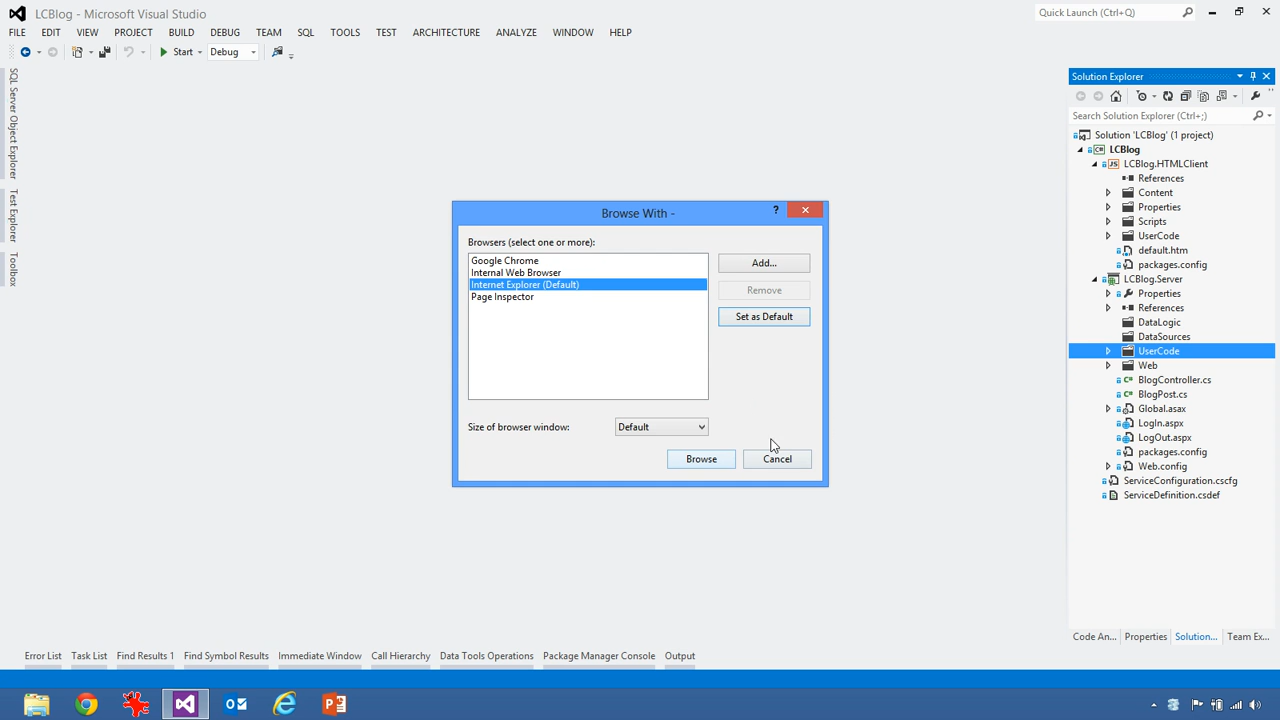 LCBlog - Microsoft Visual Studio
Quick Launch (Ctrl+Q)
FILE EDIT VIEW PROJECT BUILD DEBUG TEAM SQL TOOLS TEST ARCHITECTURE ANALYZE WINDOW HELP
Start Debug
SQL Server Object Explorer
Test Explorer
Toolbox
Browse With -
?
Browsers (select one or more):
Google Chrome
Internal Web Browser
Internet Explorer (Default)
Page Inspector
Add...
Remove
Set as Default
Size of browser window: Default
Browse Cancel
Solution Explorer
Search Solution Explorer (Ctrl+;)
Solution 'LCBlog' (1 project)
C# LCBlog
JS LCBlog.HTMLClient
References
Content
Properties
Scripts
UserCode
default.htm
packages.config
LCBlog.Server
Properties
References
DataLogic
DataSources
UserCode
Web
C# BlogController.cs
C# BlogPost.cs
Global.asax
LogIn.aspx
LogOut.aspx
packages.config
Web.config
ServiceConfiguration.cscfg
ServiceDefinition.csdef
Code An... Properties Solution... Team Ex...
Error List Task List Find Results 1 Find Symbol Results Immediate Window Call Hierarchy Data Tools Operations Package Manager Console Output